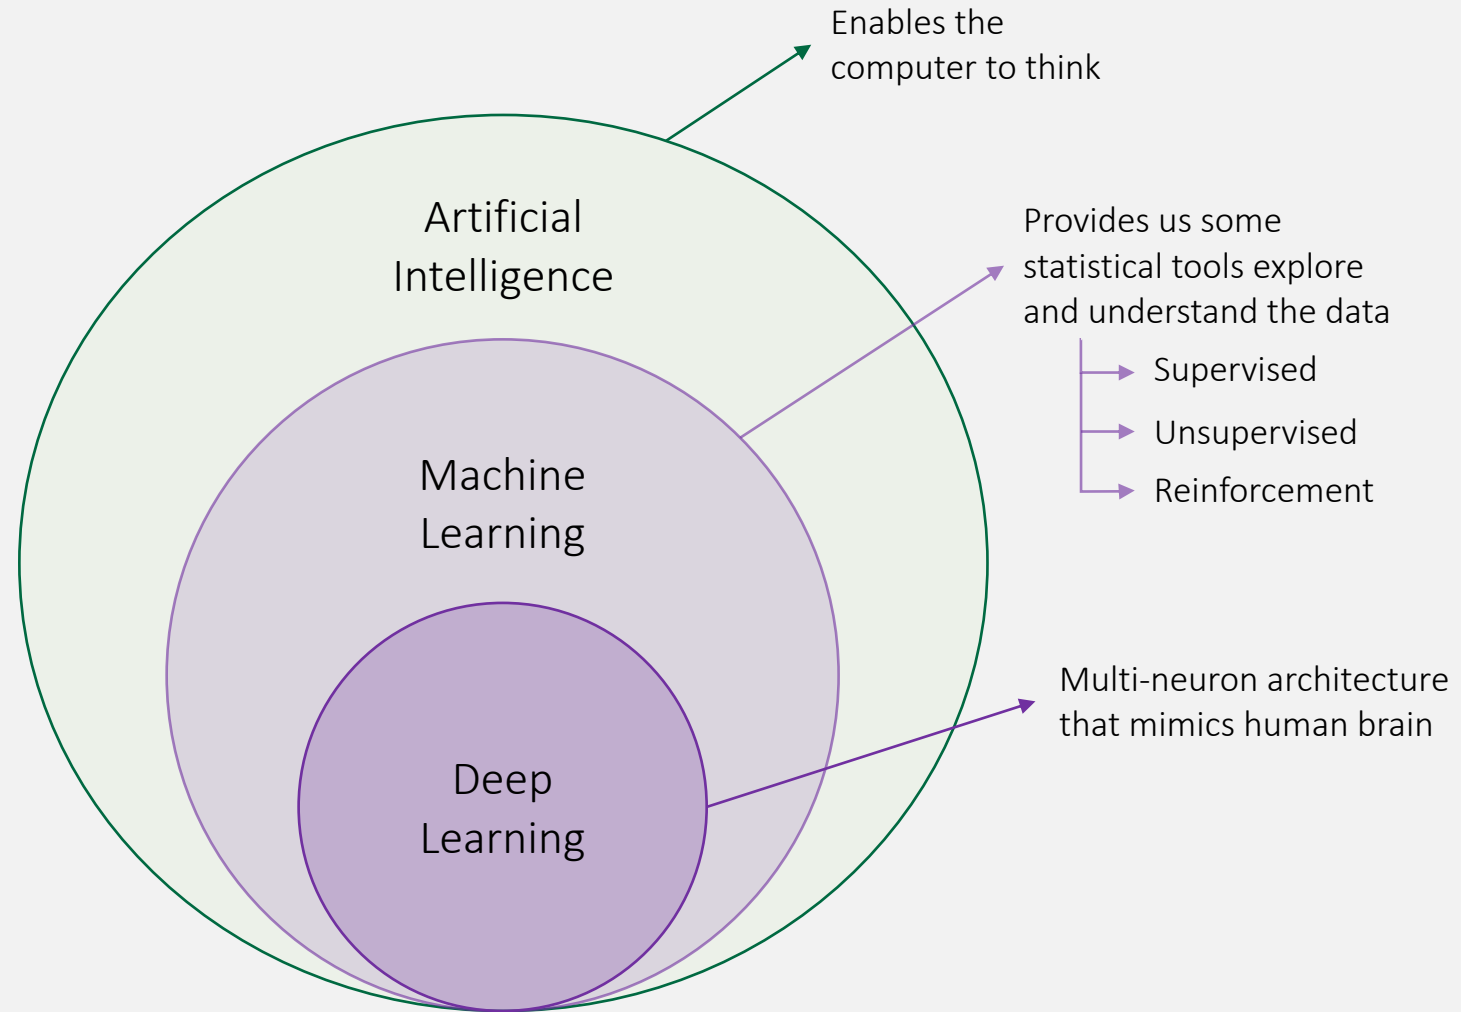 Enables the
computer to think
Artificial
Intelligence
Provides us some
statistical tools explore
and understand the data
Supervised
Unsupervised
Reinforcement
Machine
Learning
Multi-neuron architecture
that mimics human brain
Deep
Learning